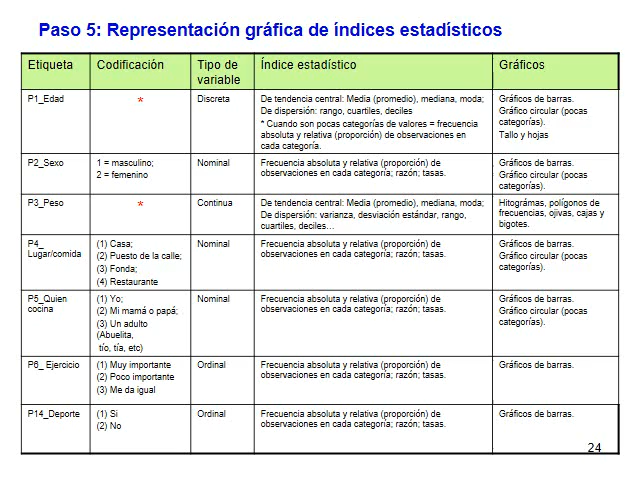 Paso 5: Representación gráfica de índices estadísticos
Etiqueta
Codificación
Tipo de
variable
Índice estadístico
Gráficos
P1_Edad
*
Discreta
De tendencia central: Media (promedio), mediana, moda;
De dispersión: rango, cuartiles, deciles
* Cuando son pocas categorías de valores = frecuencia
absoluta y relativa (proporción) de observaciones en
cada categoría.
Gráficos de barras.
Gráfico circular (pocas
categorías).
Tallo y hojas
P2_Sexo
1 = masculino;
2 = femenino
Nominal
Frecuencia absoluta y relativa (proporción) de
observaciones en cada categoría; razón; tasas.
Gráficos de barras.
Gráfico circular (pocas
categorías).
P3_Peso
*
Continua
De tendencia central: Media (promedio), mediana, moda;
De dispersión: varianza, desviación estándar, rango,
cuartiles, deciles…
Hitográmas, polígonos de
frecuencias, ojivas, cajas y
bigotes.
P4_
Lugar/comida
(1) Casa;
(2) Puesto de la calle;
(3) Fonda;
(4) Restaurante
Nominal
Frecuencia absoluta y relativa (proporción) de
observaciones en cada categoría; razón; tasas.
Gráficos de barras.
Gráfico circular (pocas
categorías).
P5_Quien
cocina
(1) Yo;
(2) Mi mamá o papá;
(3) Un adulto
(Abuelita,
tío, tía, etc)
Nominal
Frecuencia absoluta y relativa (proporción) de
observaciones en cada categoría; razón; tasas.
Gráficos de barras.
Gráfico circular (pocas
categorías).
P6_ Ejercicio
(1) Muy importante
(2) Poco importante
(3) Me da igual
Ordinal
Frecuencia absoluta y relativa (proporción) de
observaciones en cada categoría; razón; tasas.
Gráficos de barras.
P14_Deporte
(1) Si
(2) No
Ordinal
Frecuencia absoluta y relativa (proporción) de
observaciones en cada categoría; razón; tasas.
Gráficos de barras.
24